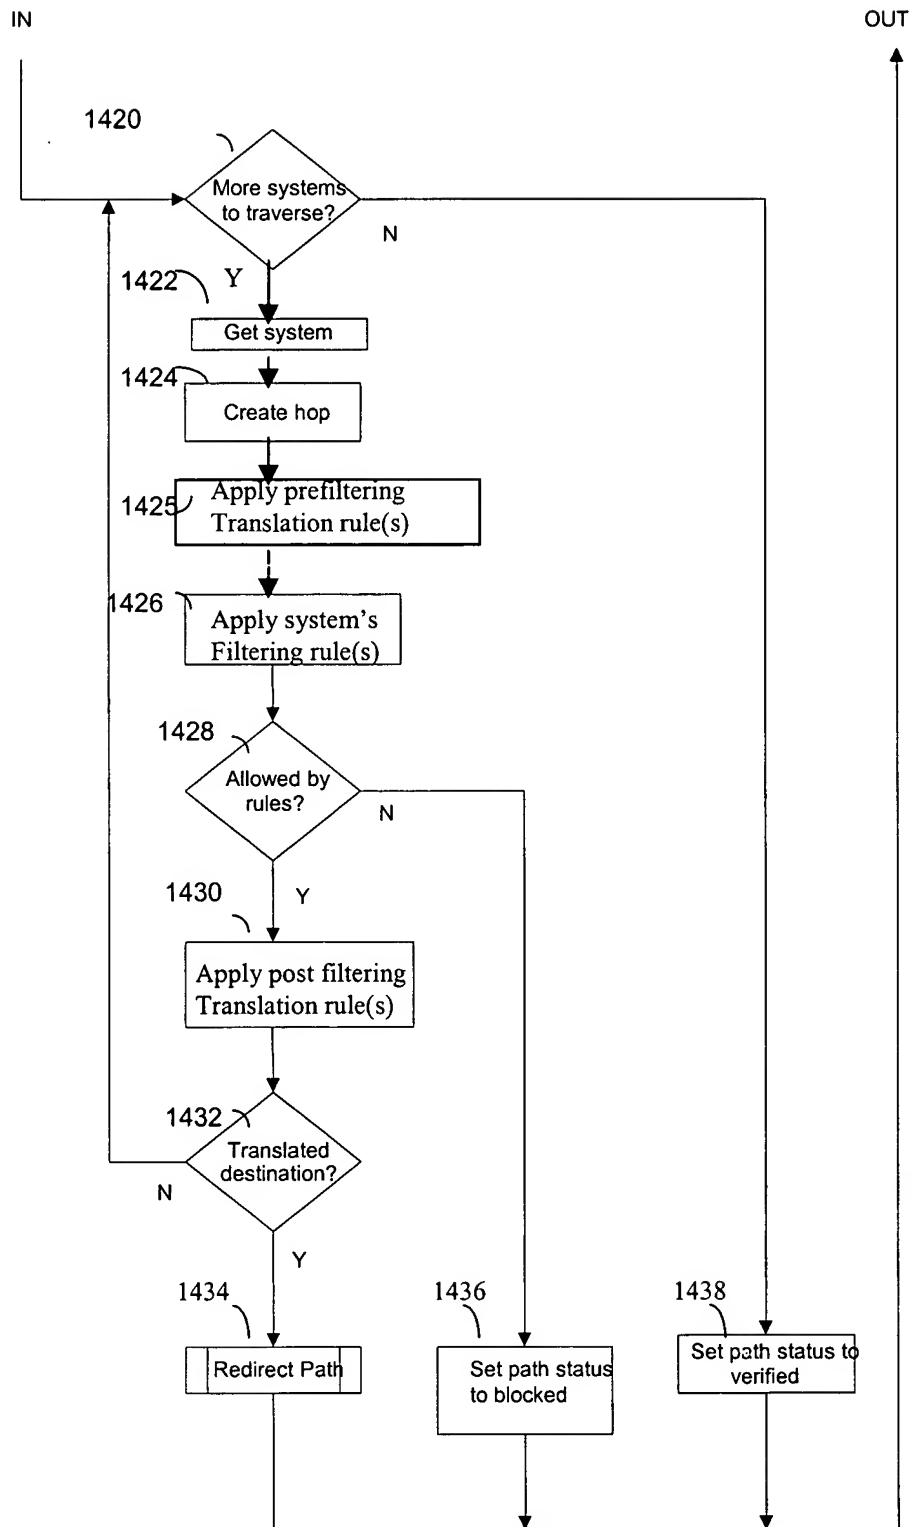 IN
OUT
1420
More systems
to traverse?
N
Y
1422
Get system
1424
Create hop
1425
Apply prefiltering
Translation rule(s)
1426
Apply system's
Filtering rule(s)
1428
Allowed by
rules?
N
Y
1430
Apply post filtering
Translation rule(s)
1432
Translated
destination?
N
Y
1434
1436
1438
Redirect Path
Set path status
to blocked
Set path status to
verified